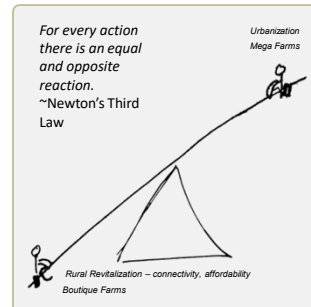 For every action
there is an equal
and opposite
reaction.
~Newton's Third
Law
Urbanization
Mega Farms
Rural Revitalization – connectivity, affordability
Boutique Farms